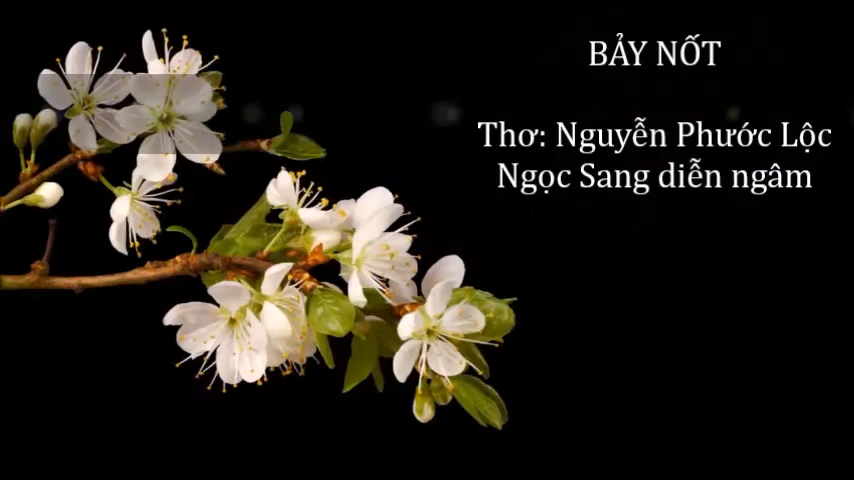 BẢY NỐT
Thơ: Nguyễn Phước Lộc
Ngọc Sang diễn ngâm